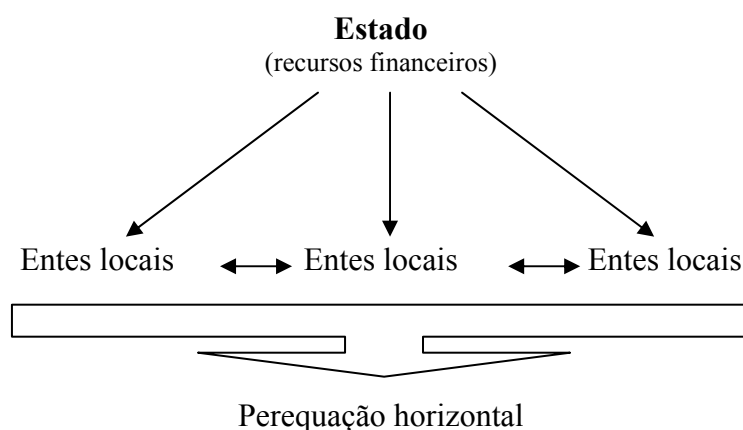 Estado
(recursos financeiros)
Entes locais Entes locais Entes locais
Perequação horizontal